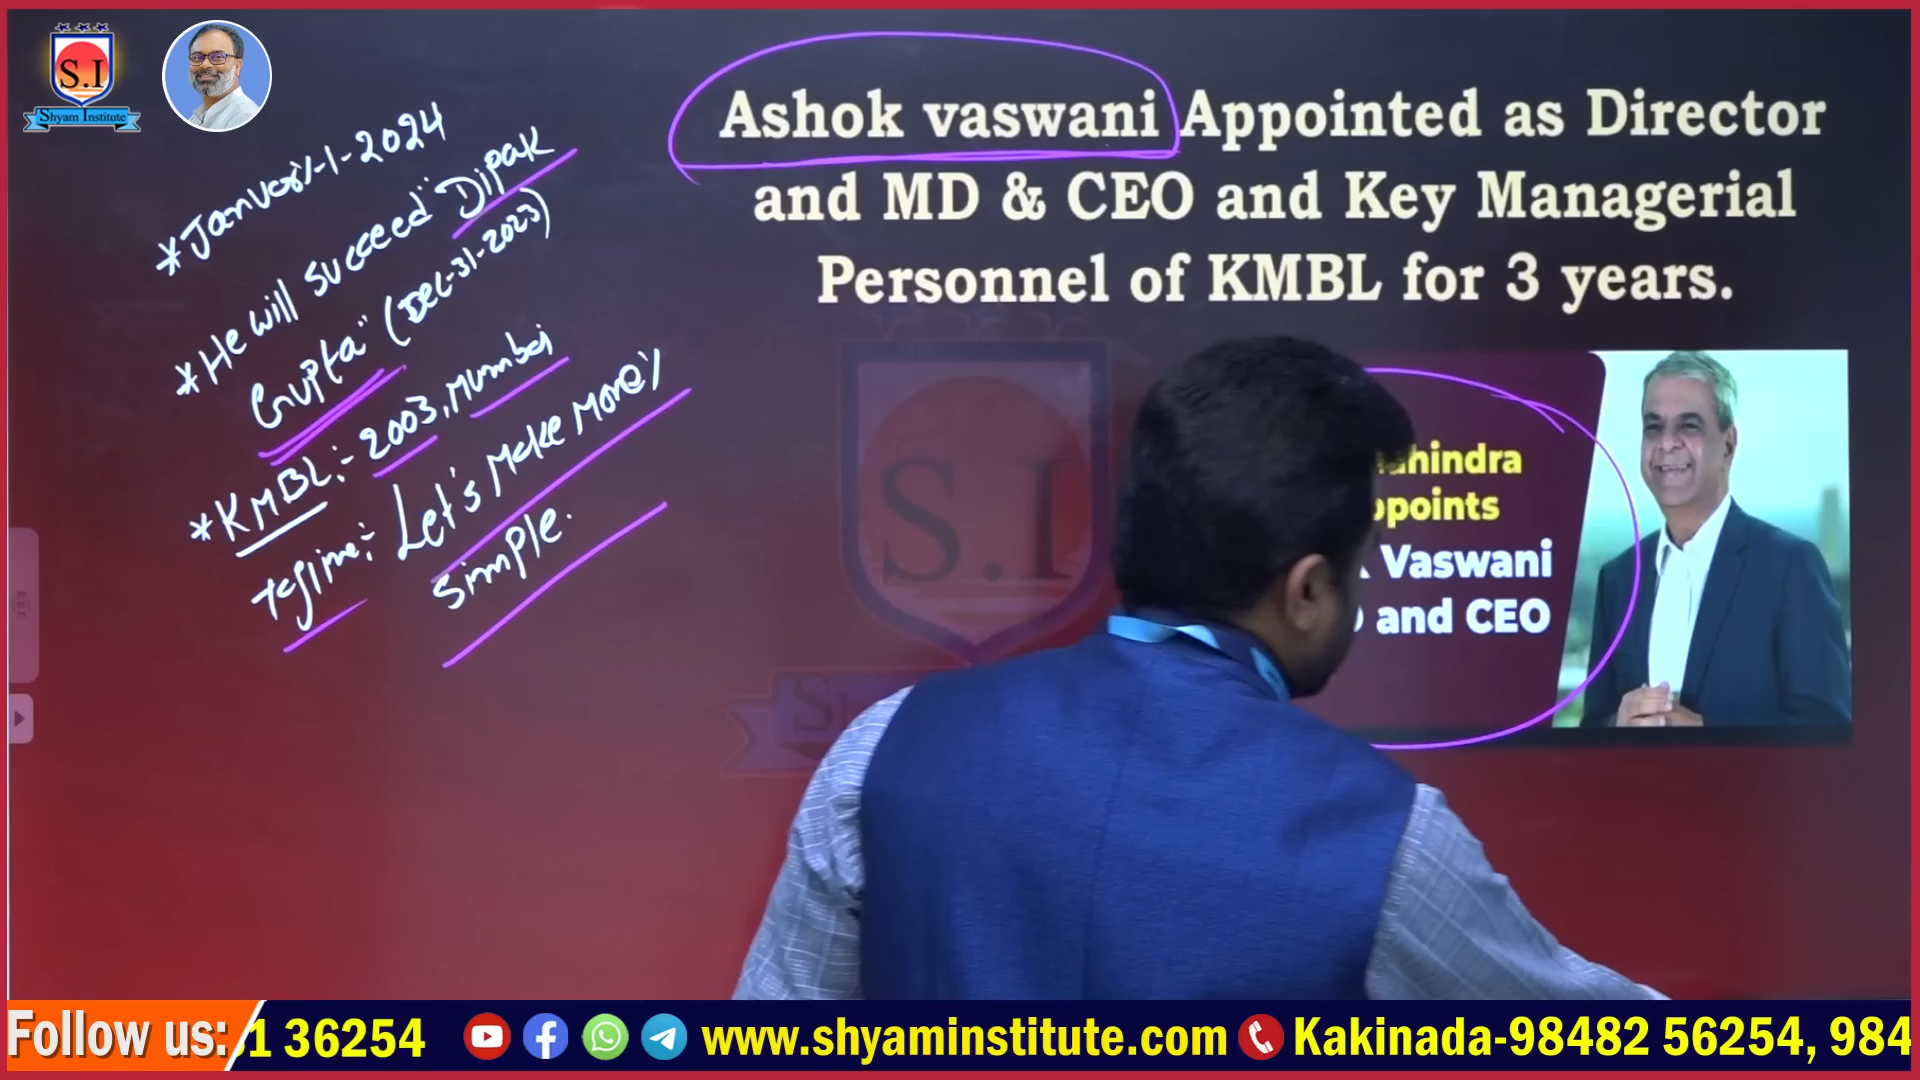 S.I
Shyam Institute
Ashok vaswani Appointed as Director
and MD & CEO and Key Managerial
Personnel of KMBL for 3 years.
* January-1-2024
* He will succeed "Dipak
Gupta" (Dec-31-2023)
* KMBL:- 2003, Mumbai
Tagline:- Let's Make Money
Simple.
ahindra
ppoints
Vaswani
and CEO
S.I
Follow us:
1 36254
www.shyaminstitute.com
Kakinada-98482 56254, 984